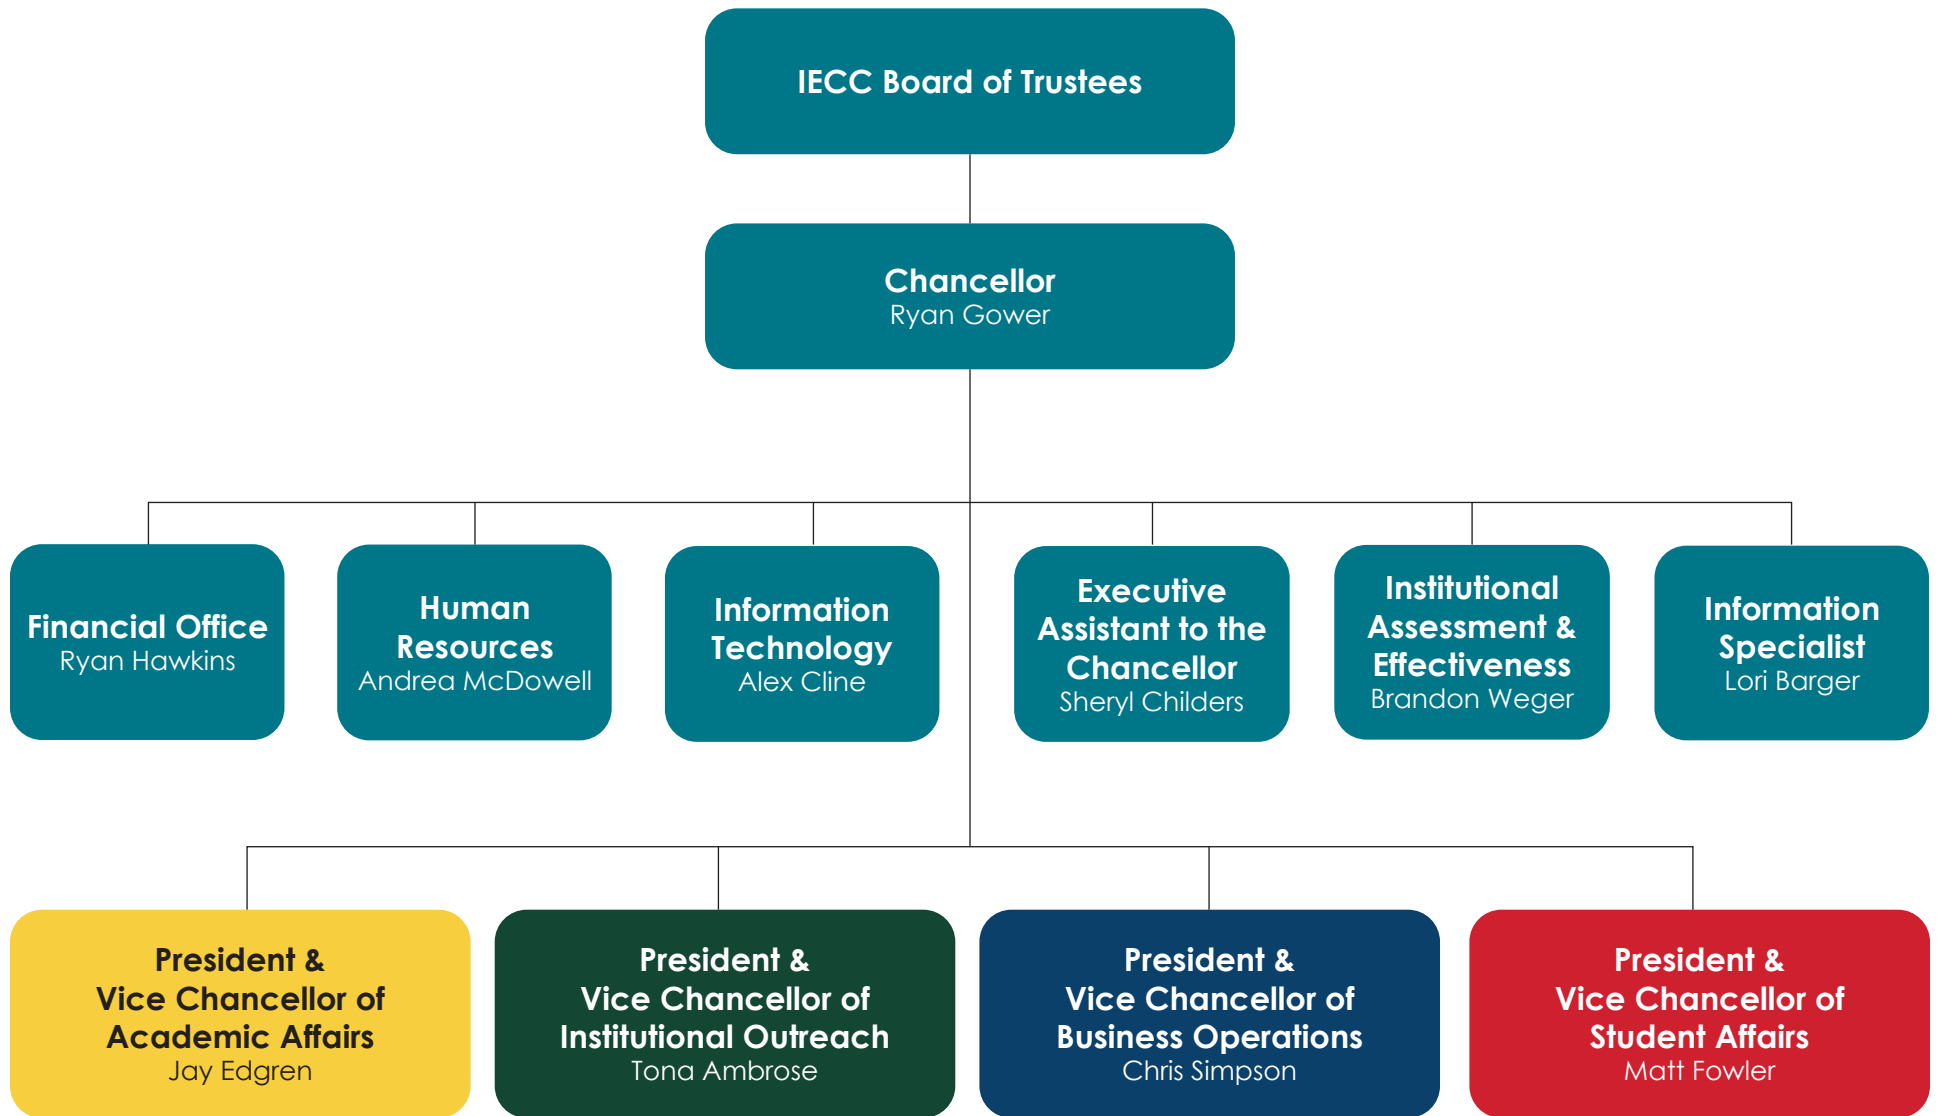 IECC Board of Trustees
Chancellor
Ryan Gower
Financial Office
Ryan Hawkins
Human
Resources
Andrea McDowell
Information
Technology
Alex Cline
Executive
Assistant to the
Chancellor
Sheryl Childers
Institutional
Assessment &
Effectiveness
Brandon Weger
Information
Specialist
Lori Barger
President &
Vice Chancellor of
Academic Affairs
Jay Edgren
President &
Vice Chancellor of
Institutional Outreach
Tona Ambrose
President &
Vice Chancellor of
Business Operations
Chris Simpson
President &
Vice Chancellor of
Student Affairs
Matt Fowler